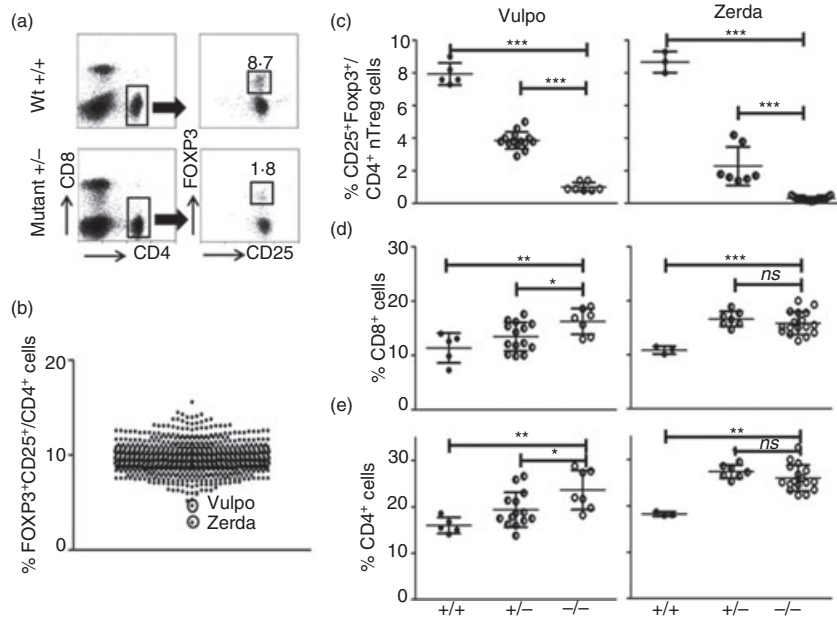 (a)
Wt +/+
8·7
Mutant +/−
CD8
FOXP3
1·8
CD4
CD25
(b)
% FOXP3+CD25+/CD4+ cells
20
10
0
Vulpo
Zerda
(c)
Vulpo
Zerda
% CD25+Foxp3+/
CD4+ nTreg cells
10
8
6
4
2
0
***
***
***
***
(d)
% CD8+ cells
30
20
10
0
**
*
***
ns
(e)
% CD4+ cells
30
20
10
0
**
*
**
ns
+/+
+/−
−/−
+/+
+/−
−/−